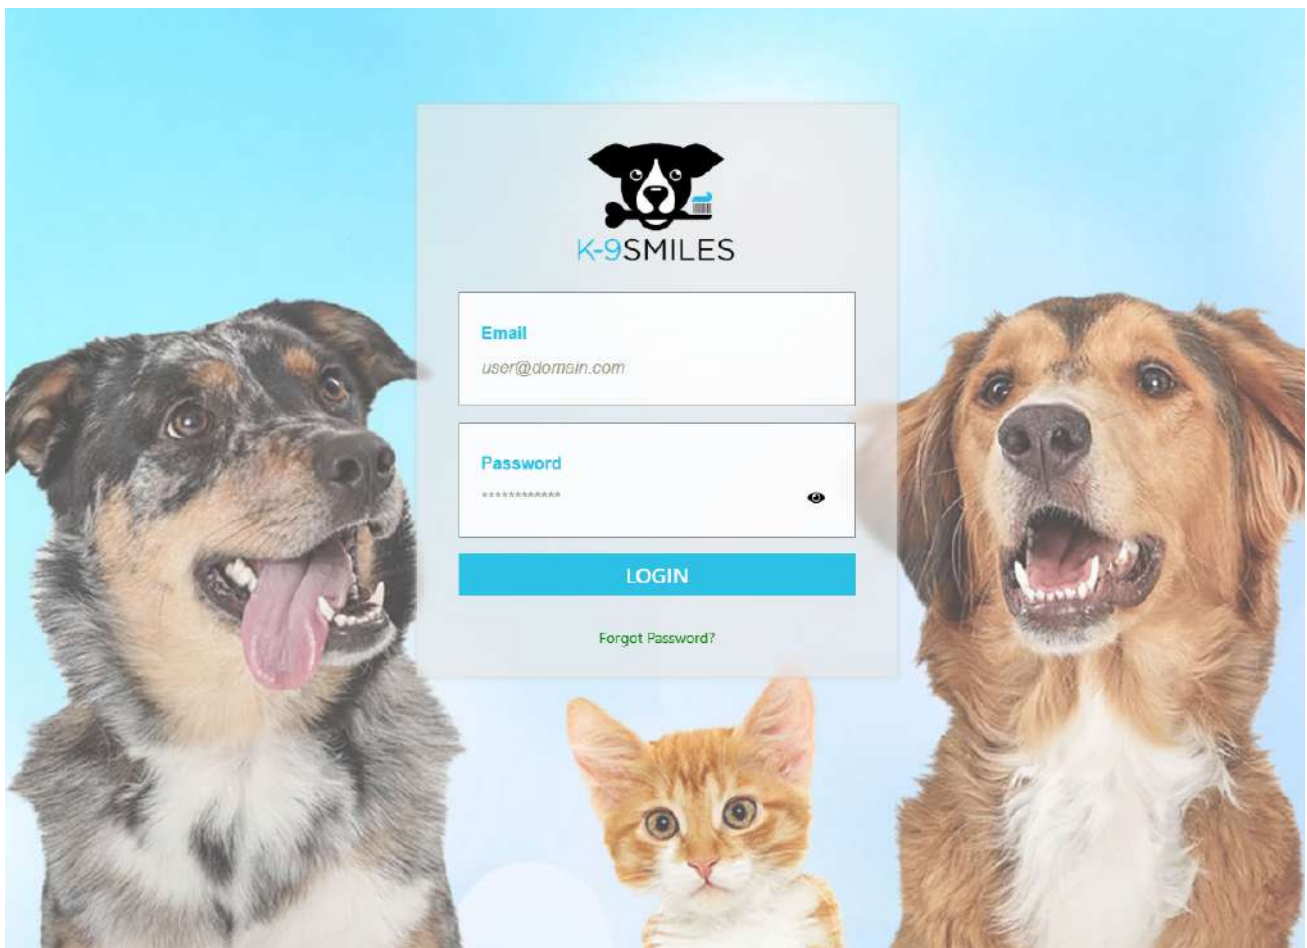 K-9SMILES
Email
user@domain.com
Password
************
LOGIN
Forgot Password?